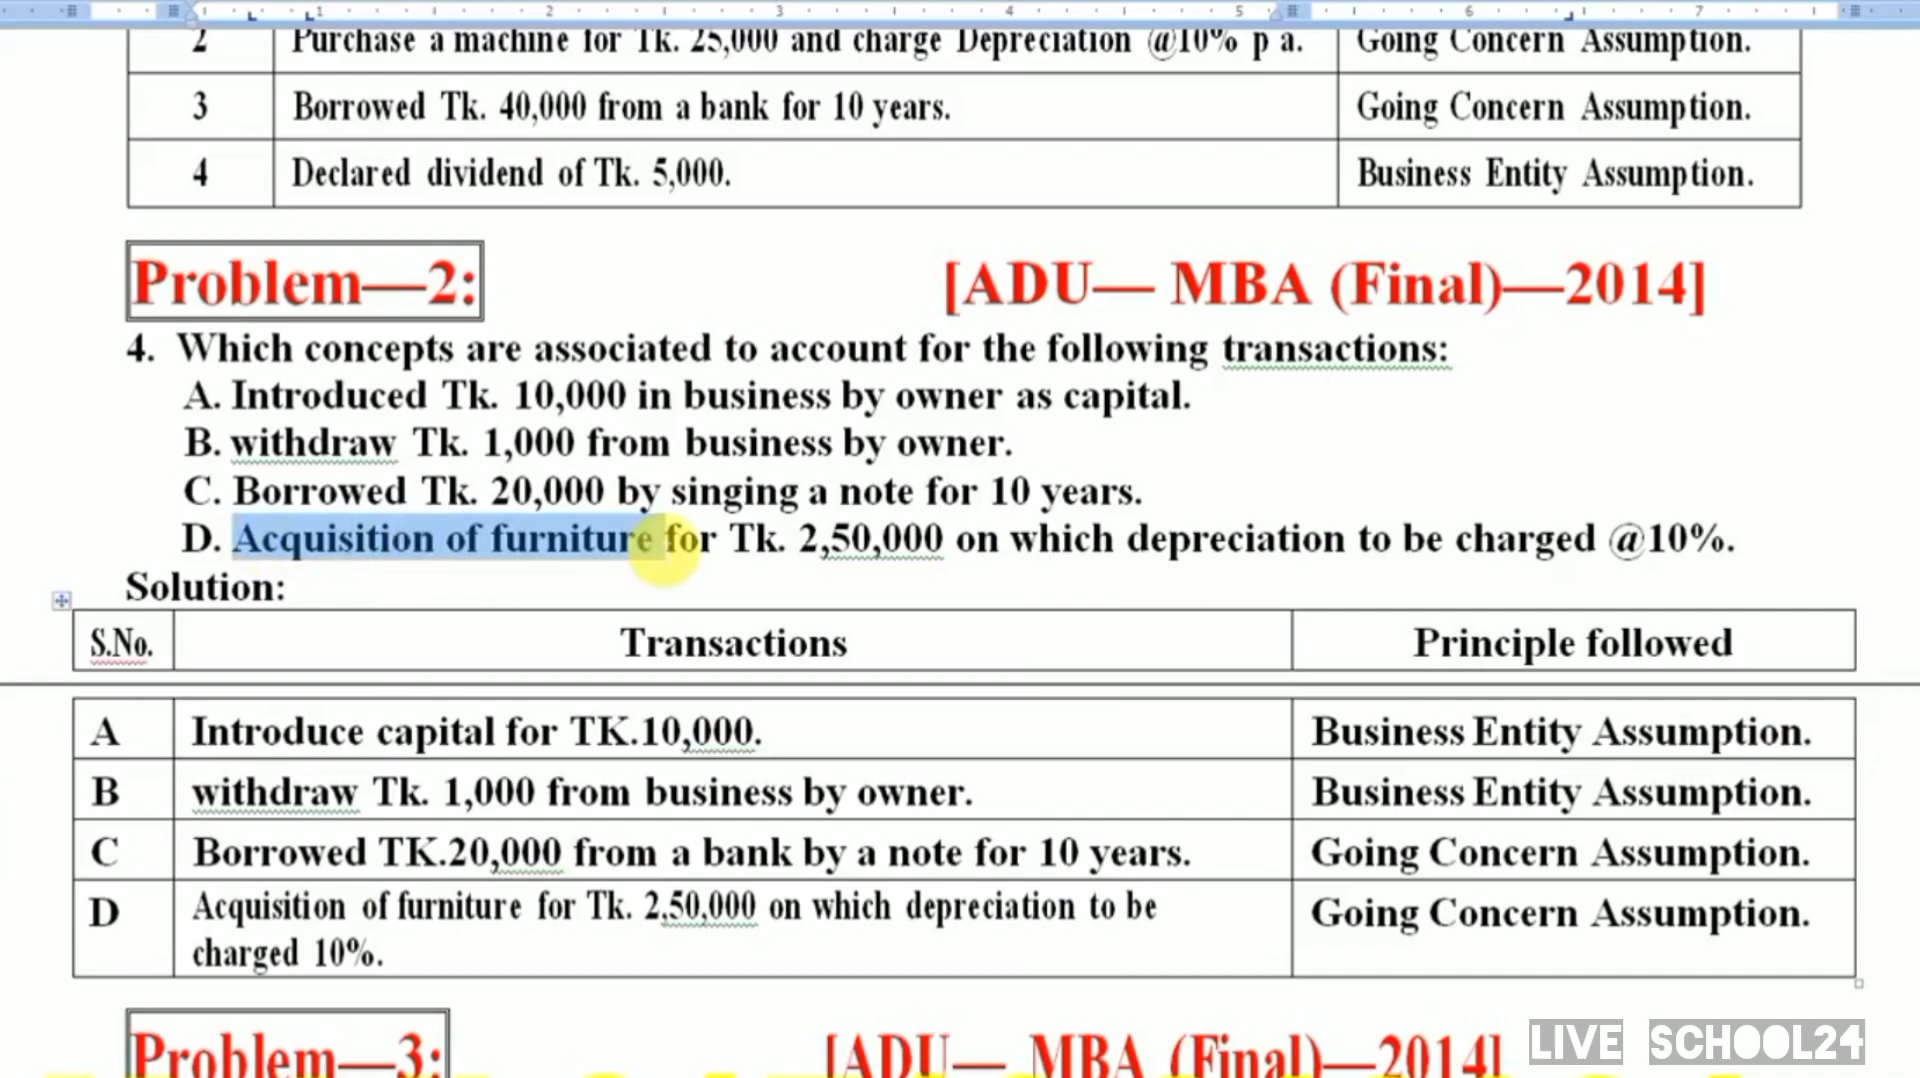 1 2 3 4 5 6 7
2 Purchase a machine for Tk. 25,000 and charge Depreciation @10% p a. Going Concern Assumption.
3 Borrowed Tk. 40,000 from a bank for 10 years. Going Concern Assumption.
4 Declared dividend of Tk. 5,000. Business Entity Assumption.
Problem—2: [ADU— MBA (Final)—2014]
4. Which concepts are associated to account for the following transactions:
A. Introduced Tk. 10,000 in business by owner as capital.
B. withdraw Tk. 1,000 from business by owner.
C. Borrowed Tk. 20,000 by singing a note for 10 years.
D. Acquisition of furniture for Tk. 2,50,000 on which depreciation to be charged @10%.
Solution:
S.No. Transactions Principle followed
A Introduce capital for TK.10,000. Business Entity Assumption.
B withdraw Tk. 1,000 from business by owner. Business Entity Assumption.
C Borrowed TK.20,000 from a bank by a note for 10 years. Going Concern Assumption.
D Acquisition of furniture for Tk. 2,50,000 on which depreciation to be Going Concern Assumption.
charged 10%.
Problem—3: [ADU— MBA (Final)—2014]
LIVE SCHOOL24